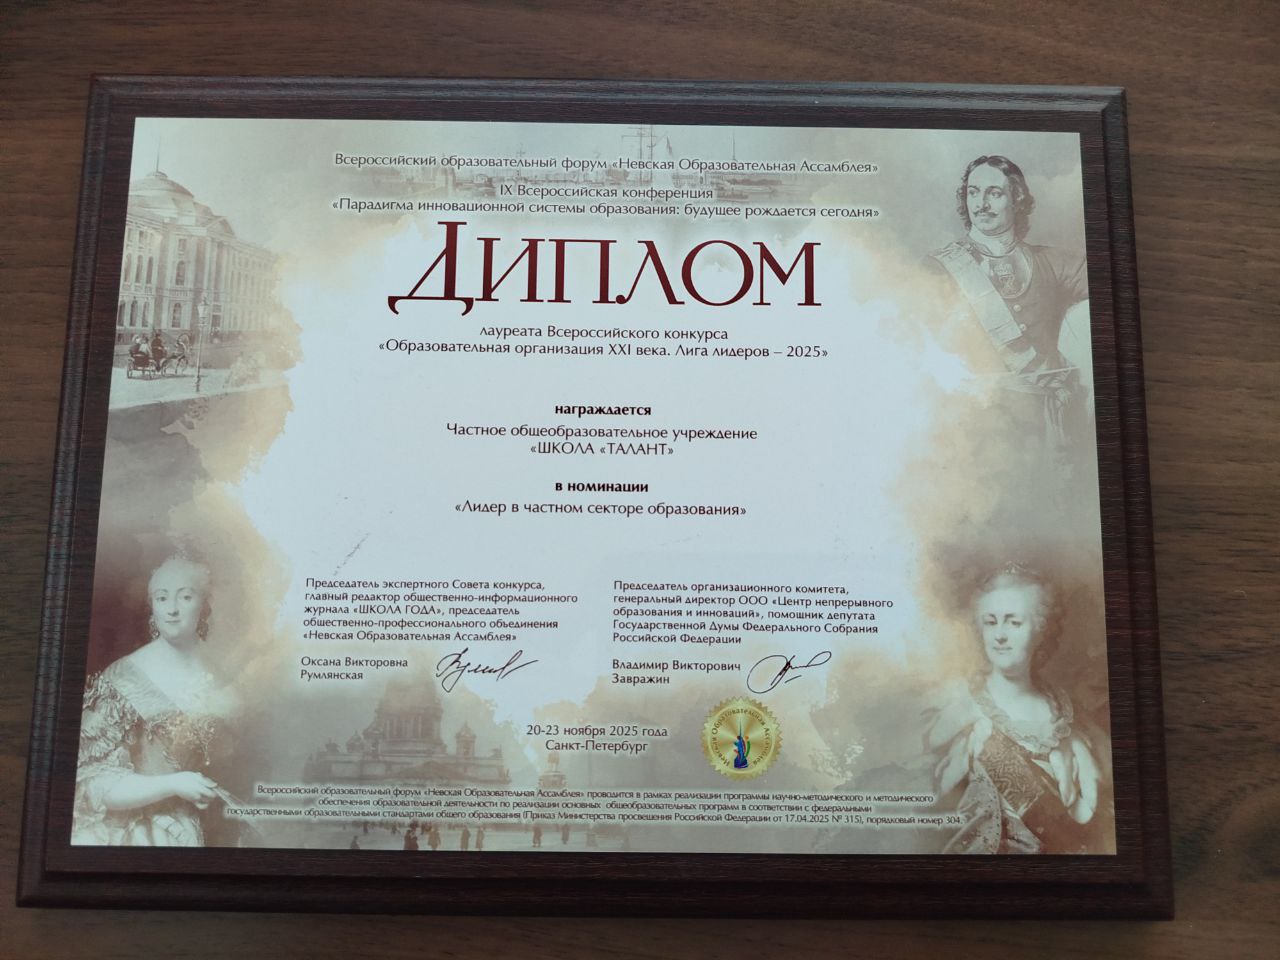 Всероссийский образовательный форум «Невская Образовательная Ассамблея»
IX Всероссийская конференция
«Парадигма инновационной системы образования: будущее рождается сегодня»
ДИПЛОМ
лауреата Всероссийского конкурса
«Образовательная организация XXI века. Лига лидеров – 2025»
награждается
Частное общеобразовательное учреждение
«ШКОЛА «ТАЛАНТ»
в номинации
«Лидер в частном секторе образования»
Председатель экспертного Совета конкурса,
главный редактор общественно-информационного
журнала «ШКОЛА ГОДА», председатель
общественно-профессионального объединения
«Невская Образовательная Ассамблея»
Оксана Викторовна
Румлянская
Председатель организационного комитета,
генеральный директор ООО «Центр непрерывного
образования и инноваций», помощник депутата
Государственной Думы Федерального Собрания
Российской Федерации
Владимир Викторович
Завражин
20-23 ноября 2025 года
Санкт-Петербург
Невская Образовательная Ассамблея
Всероссийский образовательный форум «Невская Образовательная Ассамблея» проводится в рамках реализации программы научно-методического и методического
обеспечения образовательной деятельности по реализации основных общеобразовательных программ в соответствии с федеральными
государственными образовательными стандартами общего образования (Приказ Министерства просвещения Российской Федерации от 17.04.2025 № 315), порядковый номер 304.